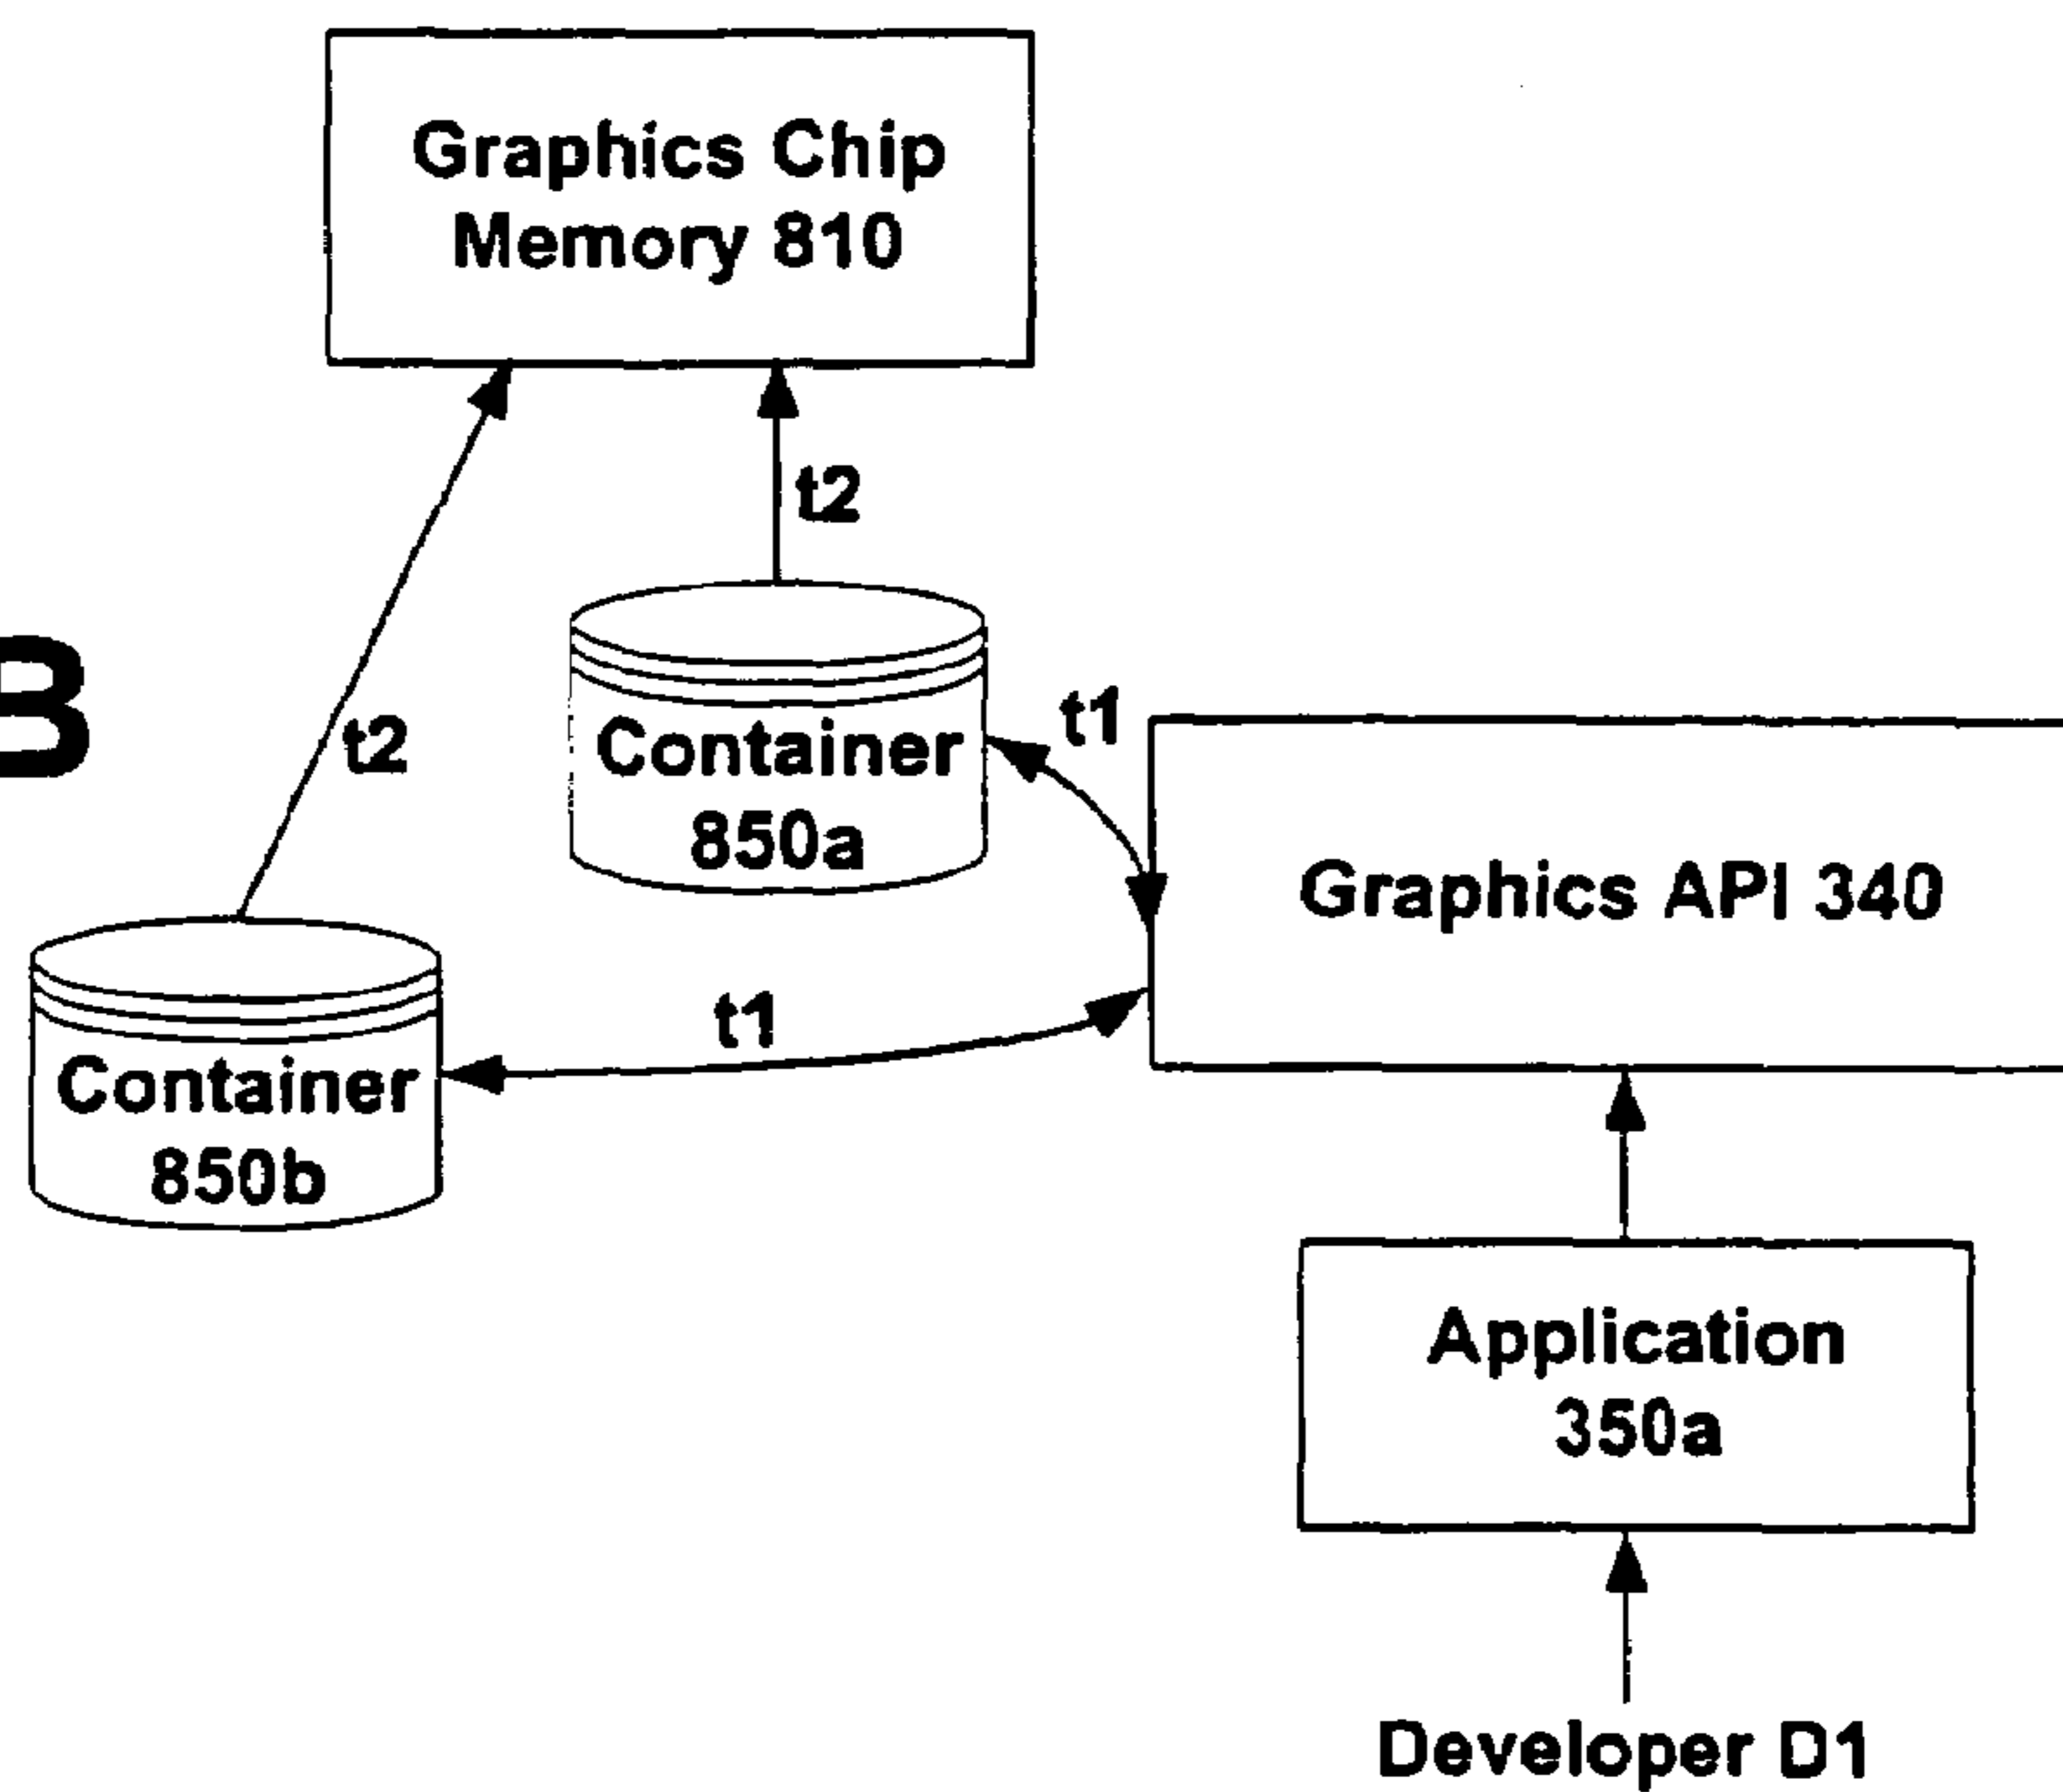 Graphics Chip
Memory 810
t2
B
t2
Container
850a
t1
Graphics API 340
Container
850b
t1
Application
350a
Developer D1